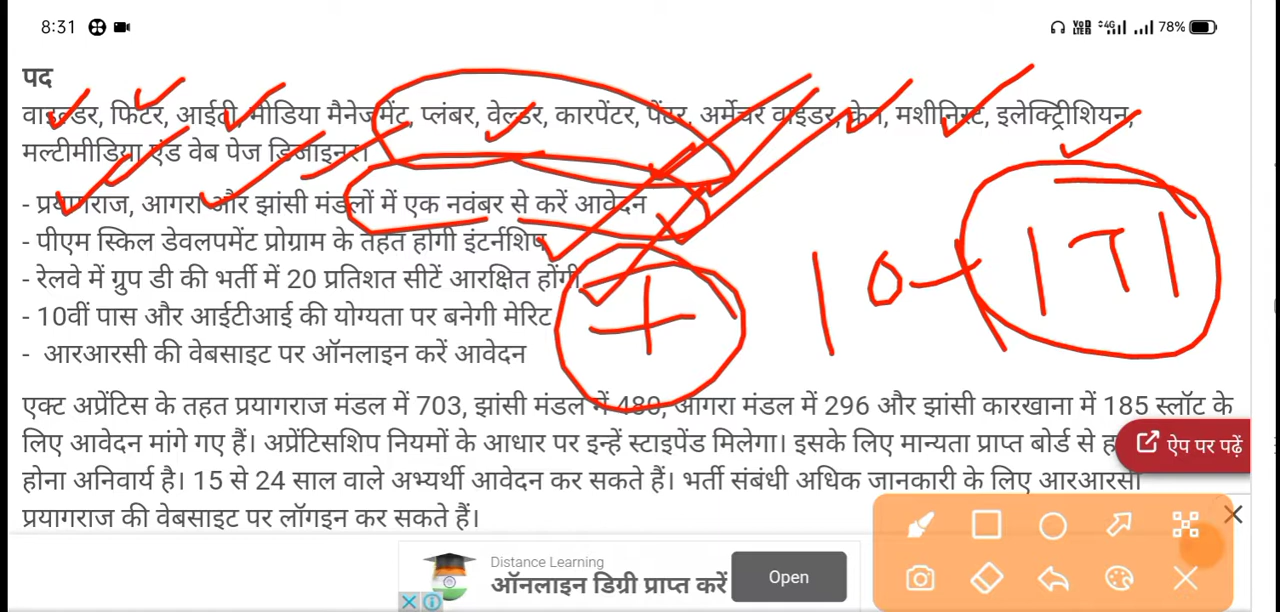 8:31 78%
पद
वाइल्डर, फिटर, आईटी, मीडिया मैनेजमेंट, प्लंबर, वेल्डर, कारपेंटर, पेंटर, अर्मेचर वाइंडर, क्रेन, मशीनिस्ट, इलेक्ट्रिीशियन,
मल्टीमीडिया एंड वेब पेज डिजाइनर।
- प्रयागराज, आगरा और झांसी मंडलों में एक नवंबर से करें आवेदन
- पीएम स्किल डेवलपमेंट प्रोग्राम के तहत होगी इंटर्नशिप
- रेलवे में ग्रुप डी की भर्ती में 20 प्रतिशत सीटें आरक्षित होंगी
- 10वीं पास और आईटीआई की योग्यता पर बनेगी मेरिट
- आरआरसी की वेबसाइट पर ऑनलाइन करें आवेदन
+ 10 - ITI
एक्ट अप्रेंटिस के तहत प्रयागराज मंडल में 703, झांसी मंडल में 480, आगरा मंडल में 296 और झांसी कारखाना में 185 स्लॉट के
लिए आवेदन मांगे गए हैं। अप्रेंटिसशिप नियमों के आधार पर इन्हें स्टाइपेंड मिलेगा। इसके लिए मान्यता प्राप्त बोर्ड से
ऐप पर पढ़ें
होना अनिवार्य है। 15 से 24 साल वाले अभ्यर्थी आवेदन कर सकते हैं। भर्ती संबंधी अधिक जानकारी के लिए आरआरसी
प्रयागराज की वेबसाइट पर लॉगइन कर सकते हैं।
Distance Learning
ऑनलाइन डिग्री प्राप्त करें
Open